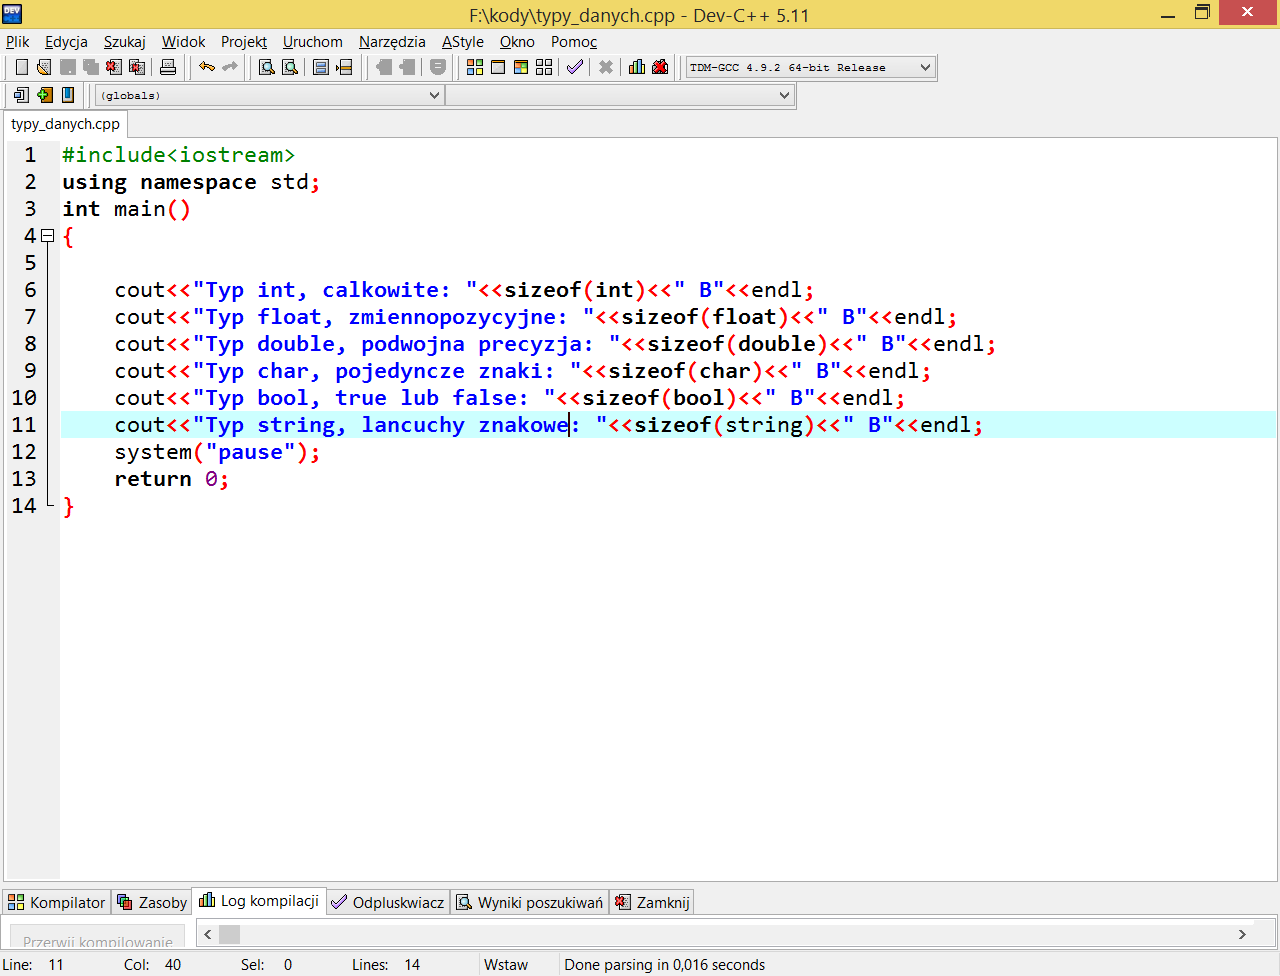 DEV
F:\kody\typy_danych.cpp - Dev-C++ 5.11
Plik Edycja Szukaj Widok Projekt Uruchom Narzędzia AStyle Okno Pomoc
TDM-GCC 4.9.2 64-bit Release
(globals)
typy_danych.cpp
1 #include<iostream>
2 using namespace std;
3 int main()
4 {
5
6 cout<<"Typ int, calkowite: "<<sizeof(int)<<" B"<<endl;
7 cout<<"Typ float, zmiennopozycyjne: "<<sizeof(float)<<" B"<<endl;
8 cout<<"Typ double, podwojna precyzja: "<<sizeof(double)<<" B"<<endl;
9 cout<<"Typ char, pojedyncze znaki: "<<sizeof(char)<<" B"<<endl;
10 cout<<"Typ bool, true lub false: "<<sizeof(bool)<<" B"<<endl;
11 cout<<"Typ string, lancuchy znakowe: "<<sizeof(string)<<" B"<<endl;
12 system("pause");
13 return 0;
14 }
Kompilator Zasoby Log kompilacji Odpluskwiacz Wyniki poszukiwań Zamknij
Przerwij kompilowanie
Line: 11 Col: 40 Sel: 0 Lines: 14 Wstaw Done parsing in 0,016 seconds